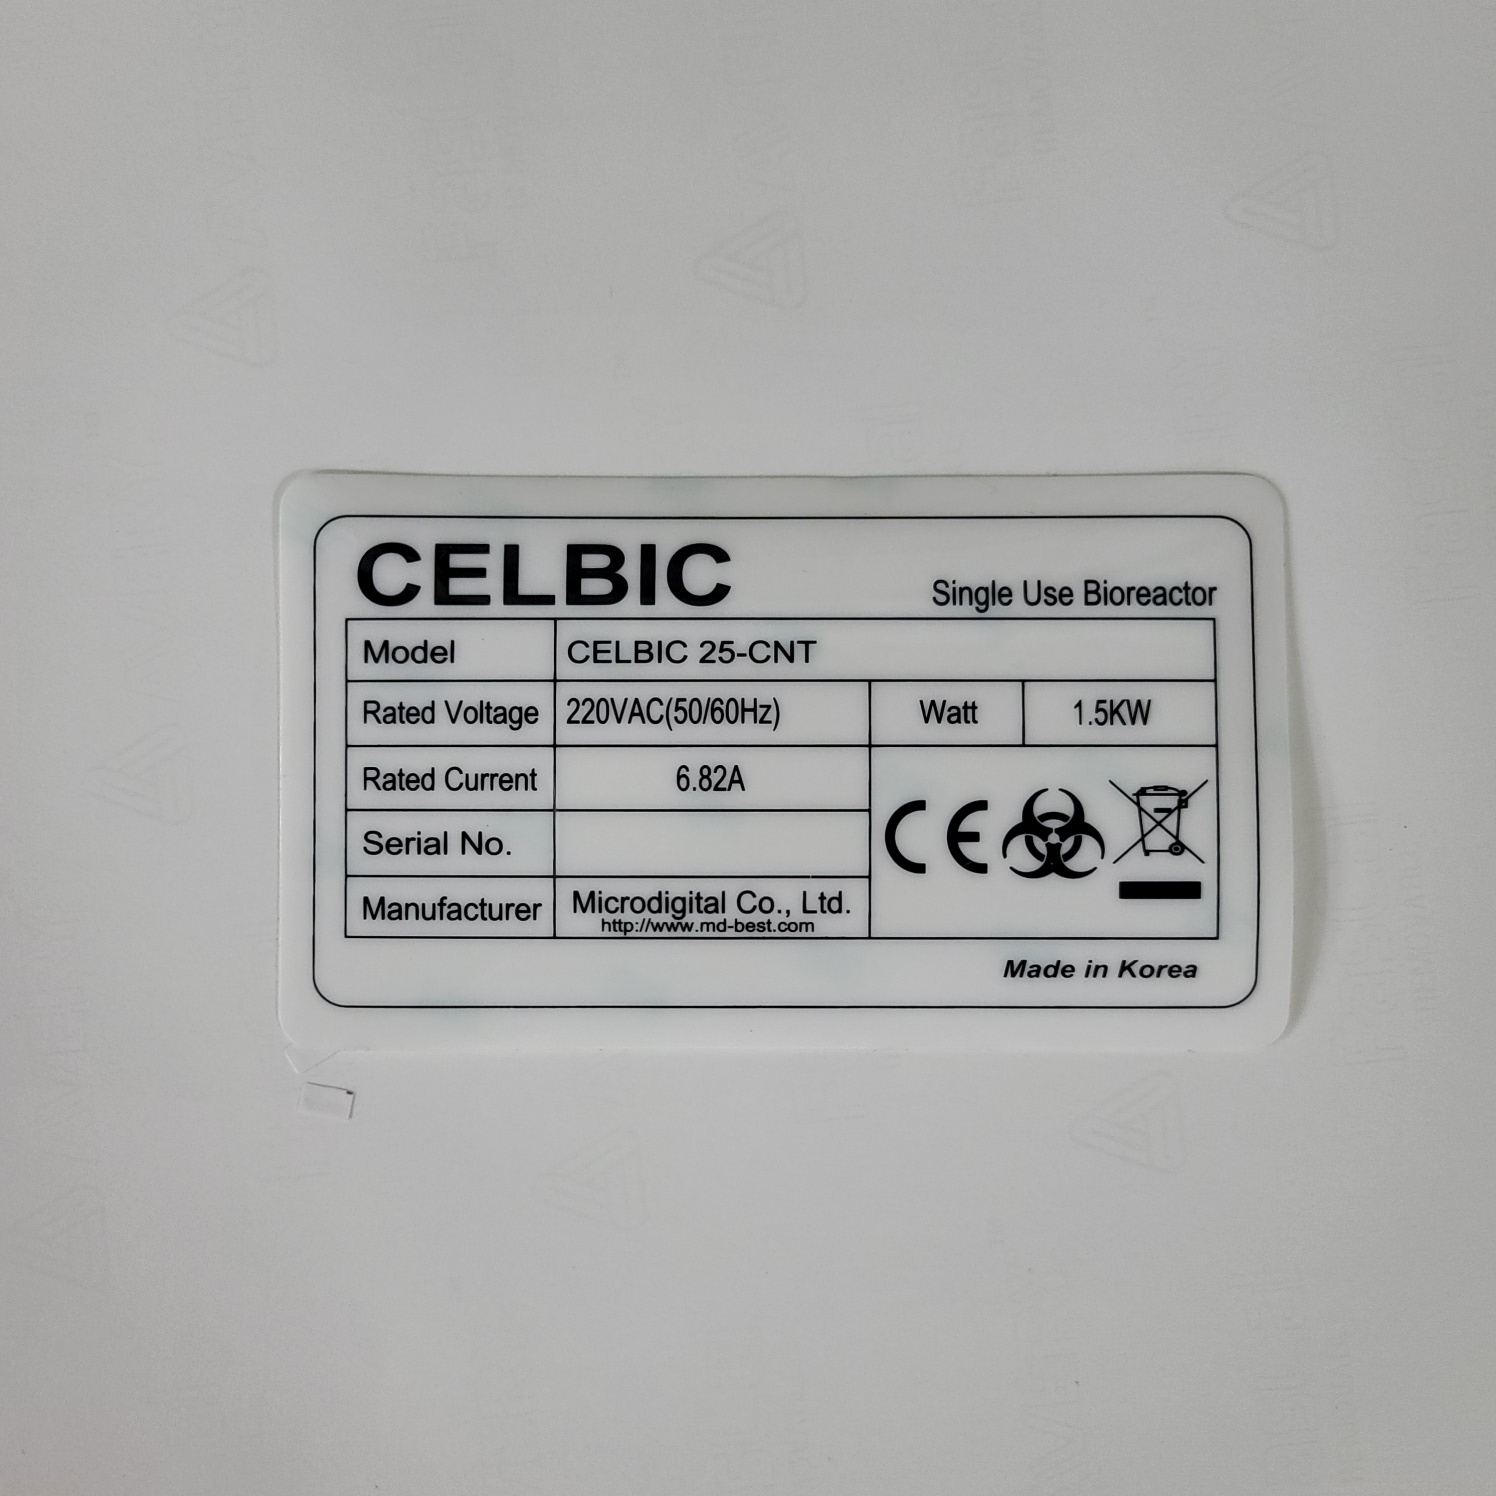 CELBIC
Single Use Bioreactor
Model CELBIC 25-CNT
Rated Voltage 220VAC(50/60Hz) Watt 1.5KW
Rated Current 6.82A
Serial No.
Manufacturer Microdigital Co., Ltd.
http://www.md-best.com
CE
Made in Korea